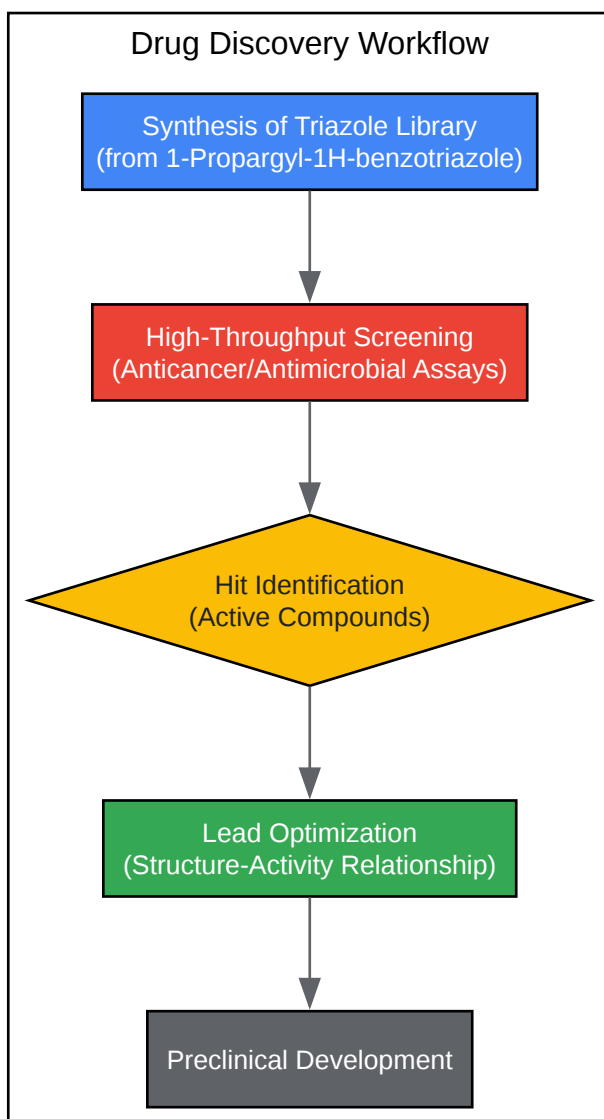 Drug Discovery Workflow
Synthesis of Triazole Library
(from 1-Propargyl-1H-benzotriazole)
High-Throughput Screening
(Anticancer/Antimicrobial Assays)
Hit Identification
(Active Compounds)
Lead Optimization
(Structure-Activity Relationship)
Preclinical Development